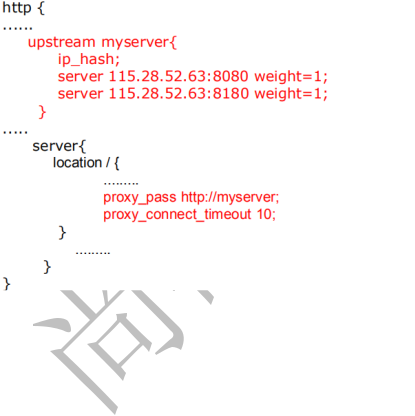 http {
......
upstream myserver{
ip_hash;
server 115.28.52.63:8080 weight=1;
server 115.28.52.63:8180 weight=1;
}
.....
server{
location / {
.........
proxy_pass http://myserver;
proxy_connect_timeout 10;
}
.........
}
}
尚